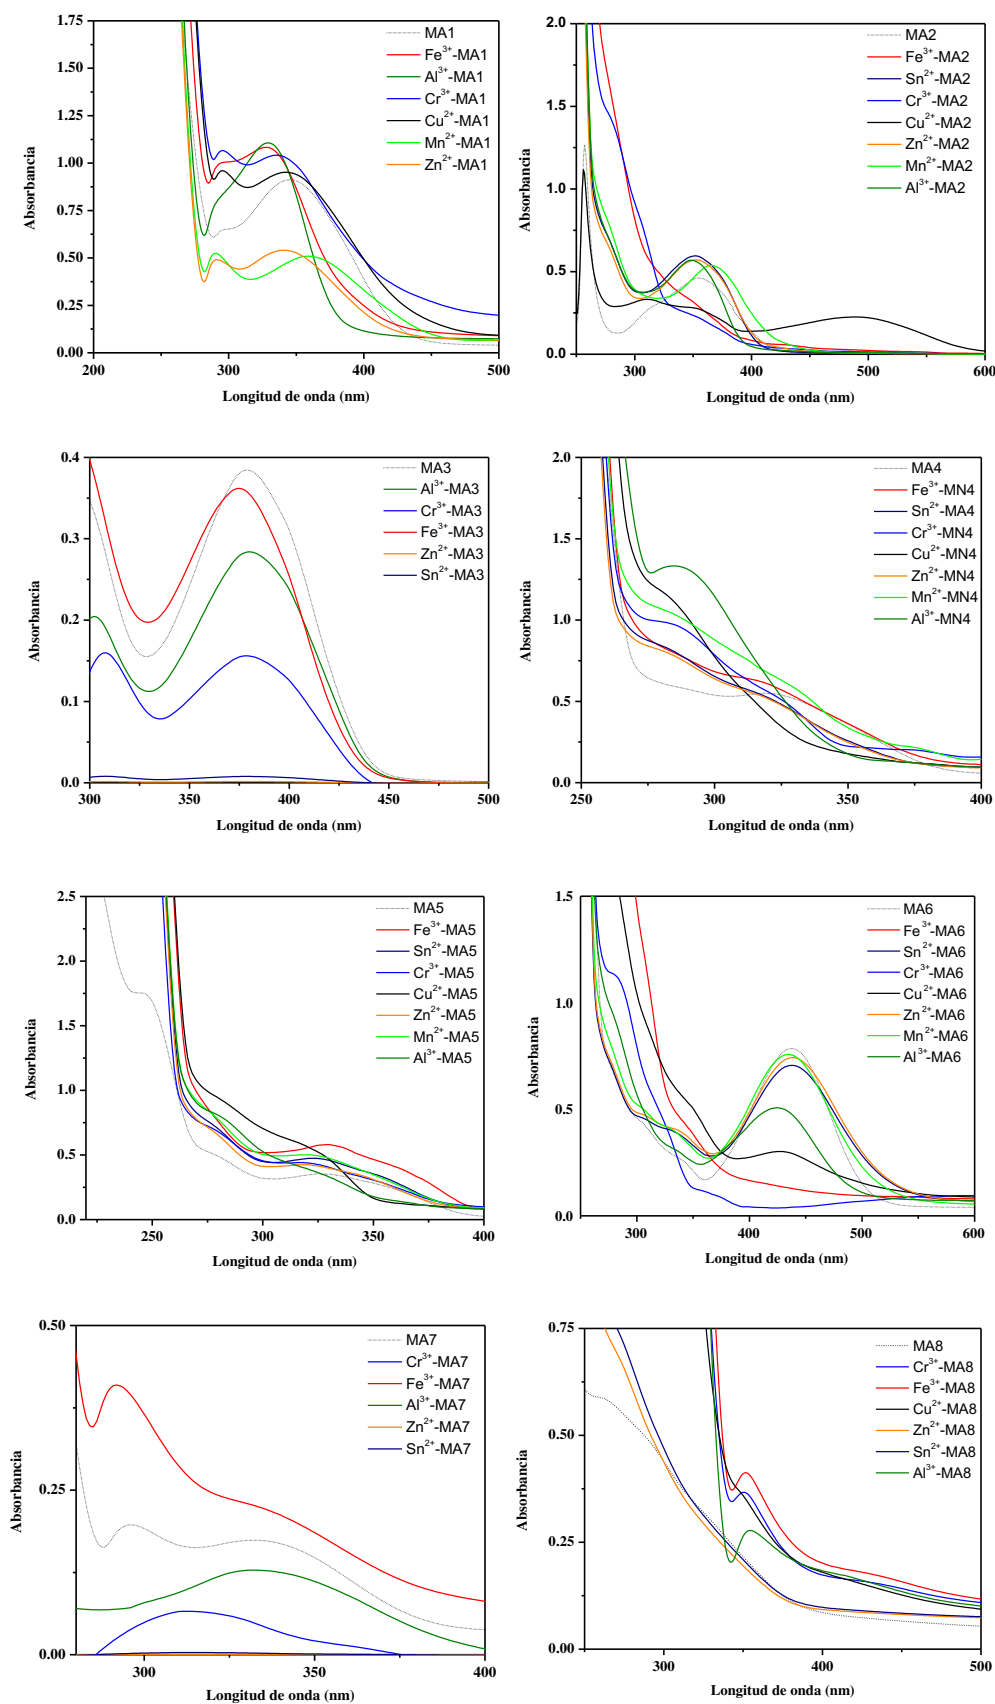 1.75
1.50
1.25
1.00
0.75
0.50
0.25
0.00
200
300
400
500
Absorbancia
Longitud de onda (nm)
MA1
Fe³⁺-MA1
Al³⁺-MA1
Cr³⁺-MA1
Cu²⁺-MA1
Mn²⁺-MA1
Zn²⁺-MA1
2.0
1.5
1.0
0.5
0.0
300
400
500
600
Absorbancia
Longitud de onda (nm)
MA2
Fe³⁺-MA2
Sn²⁺-MA2
Cr³⁺-MA2
Cu²⁺-MA2
Zn²⁺-MA2
Mn²⁺-MA2
Al³⁺-MA2
0.4
0.3
0.2
0.1
0.0
300
350
400
450
500
Absorbancia
Longitud de onda (nm)
MA3
Al³⁺-MA3
Cr³⁺-MA3
Fe³⁺-MA3
Zn²⁺-MA3
Sn²⁺-MA3
2.0
1.5
1.0
0.5
0.0
250
300
350
400
Absorbancia
Longitud de onda (nm)
MA4
Fe³⁺-MN4
Sn²⁺-MA4
Cr³⁺-MN4
Cu²⁺-MN4
Zn²⁺-MN4
Mn²⁺-MN4
Al³⁺-MN4
2.5
2.0
1.5
1.0
0.5
0.0
250
300
350
400
Absorbancia
Longitud de onda (nm)
MA5
Fe³⁺-MA5
Sn²⁺-MA5
Cr³⁺-MA5
Cu²⁺-MA5
Zn²⁺-MA5
Mn²⁺-MA5
Al³⁺-MA5
1.5
1.0
0.5
0.0
300
400
500
600
Absorbancia
Longitud de onda (nm)
MA6
Fe³⁺-MA6
Sn²⁺-MA6
Cr³⁺-MA6
Cu²⁺-MA6
Zn²⁺-MA6
Mn²⁺-MA6
Al³⁺-MA6
0.50
0.25
0.00
300
350
400
Absorbancia
Longitud de onda (nm)
MA7
Cr³⁺-MA7
Fe³⁺-MA7
Al³⁺-MA7
Zn²⁺-MA7
Sn²⁺-MA7
0.75
0.50
0.25
0.00
300
400
500
Absorbancia
Longitud de onda (nm)
MA8
Cr³⁺-MA8
Fe³⁺-MA8
Cu²⁺-MA8
Zn²⁺-MA8
Sn²⁺-MA8
Al³⁺-MA8